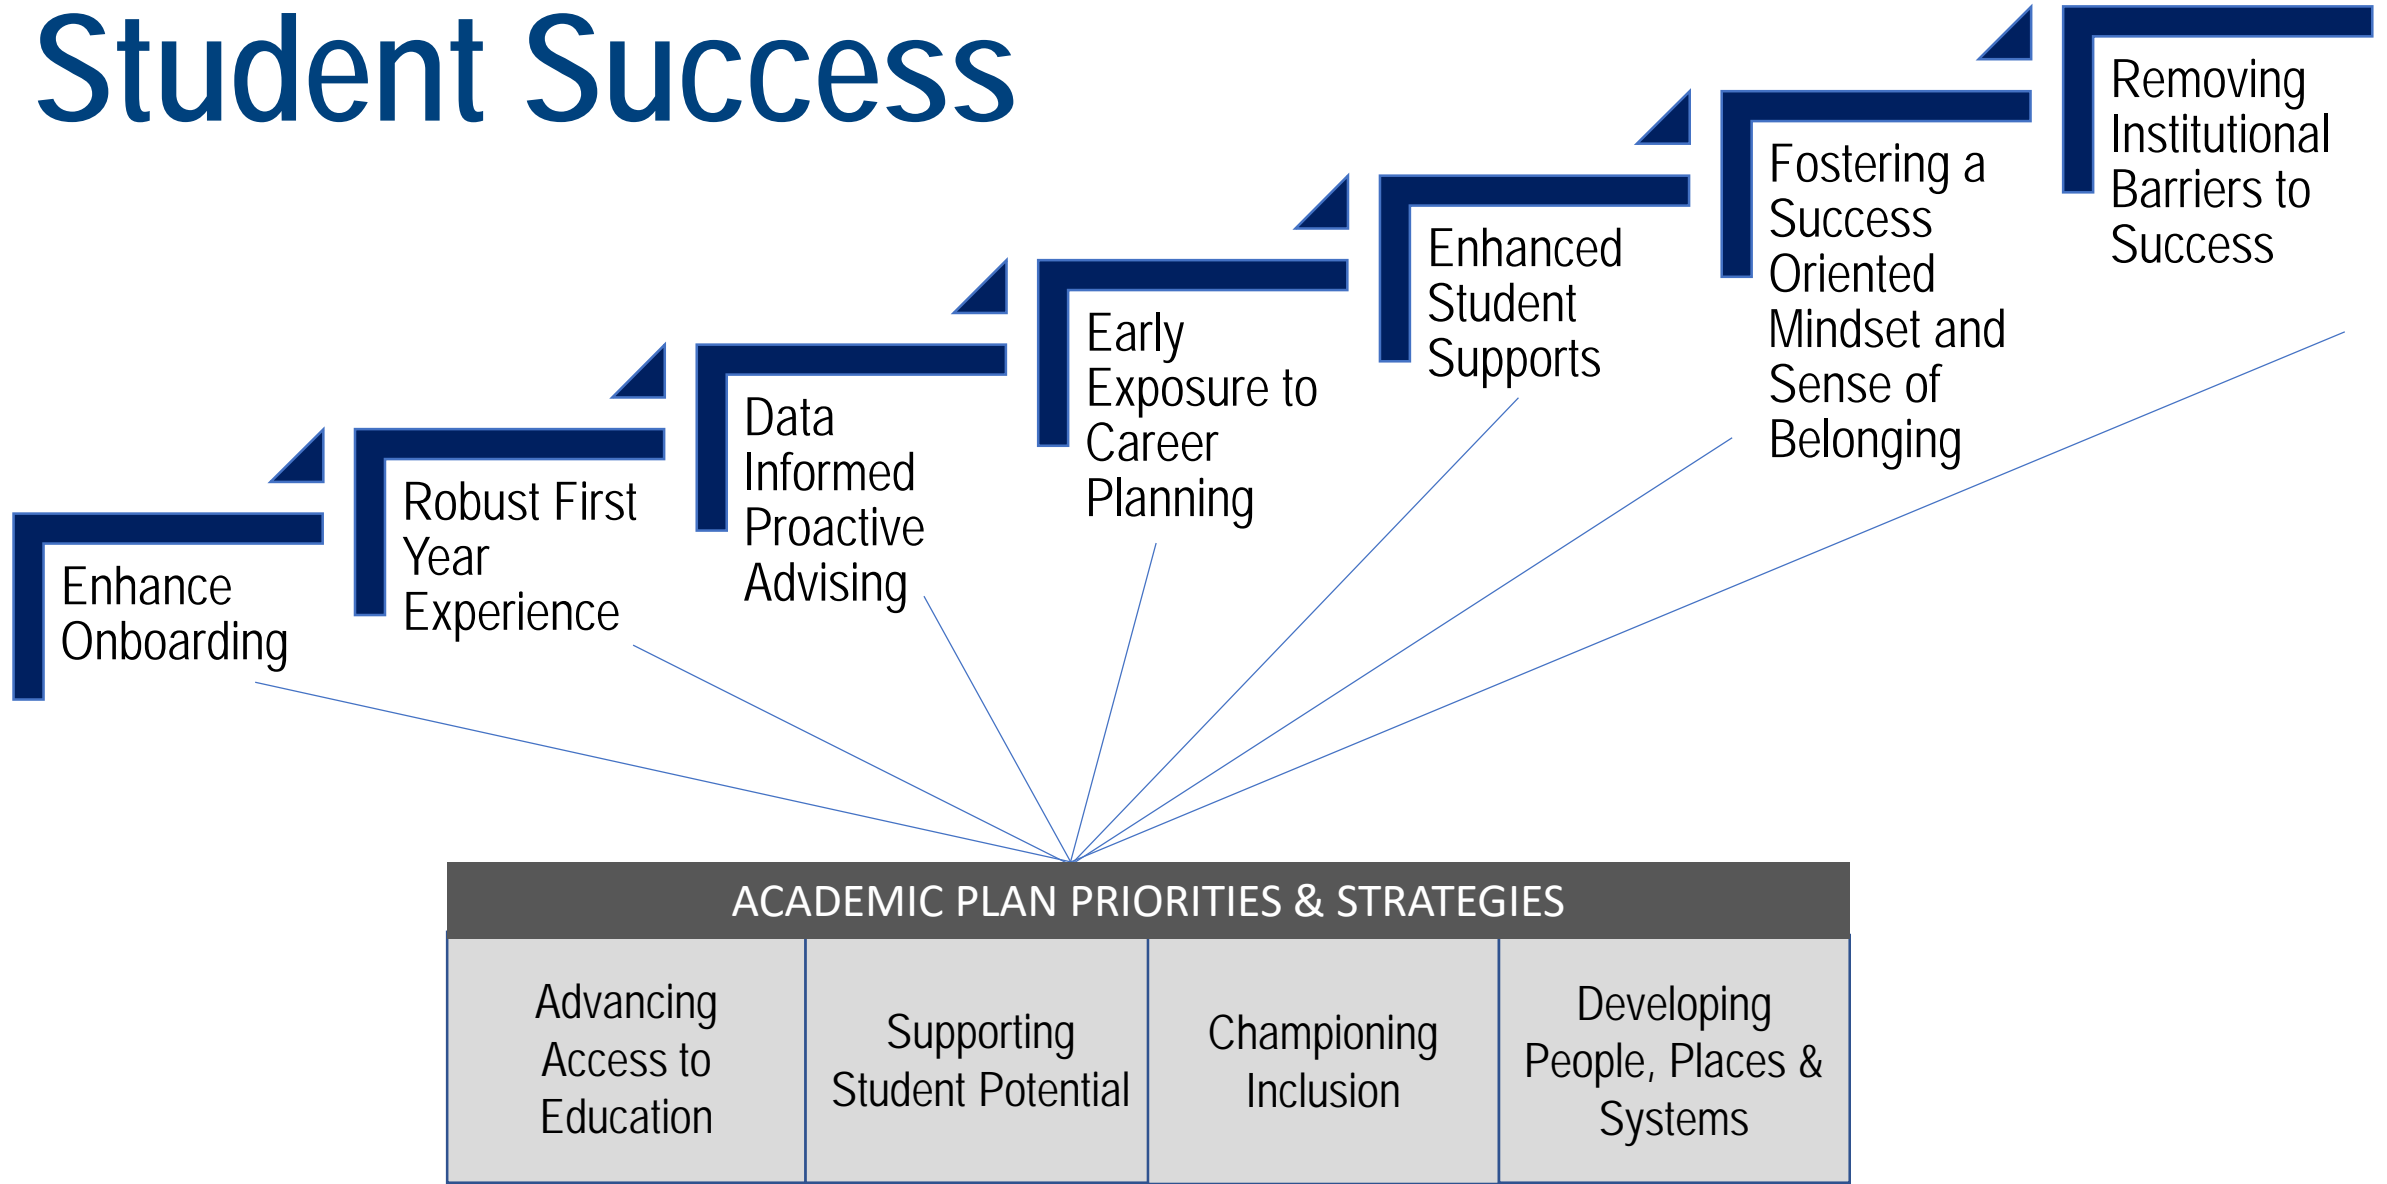 Student Success
Enhance
Onboarding
Robust First
Year
Experience
Data
Informed
Proactive
Advising
Early
Exposure to
Career
Planning
Enhanced
Student
Supports
Fostering a
Success
Oriented
Mindset and
Sense of
Belonging
Removing
Institutional
Barriers to
Success
ACADEMIC PLAN PRIORITIES & STRATEGIES
Advancing
Access to
Education
Supporting
Student Potential
Championing
Inclusion
Developing
People, Places &
Systems